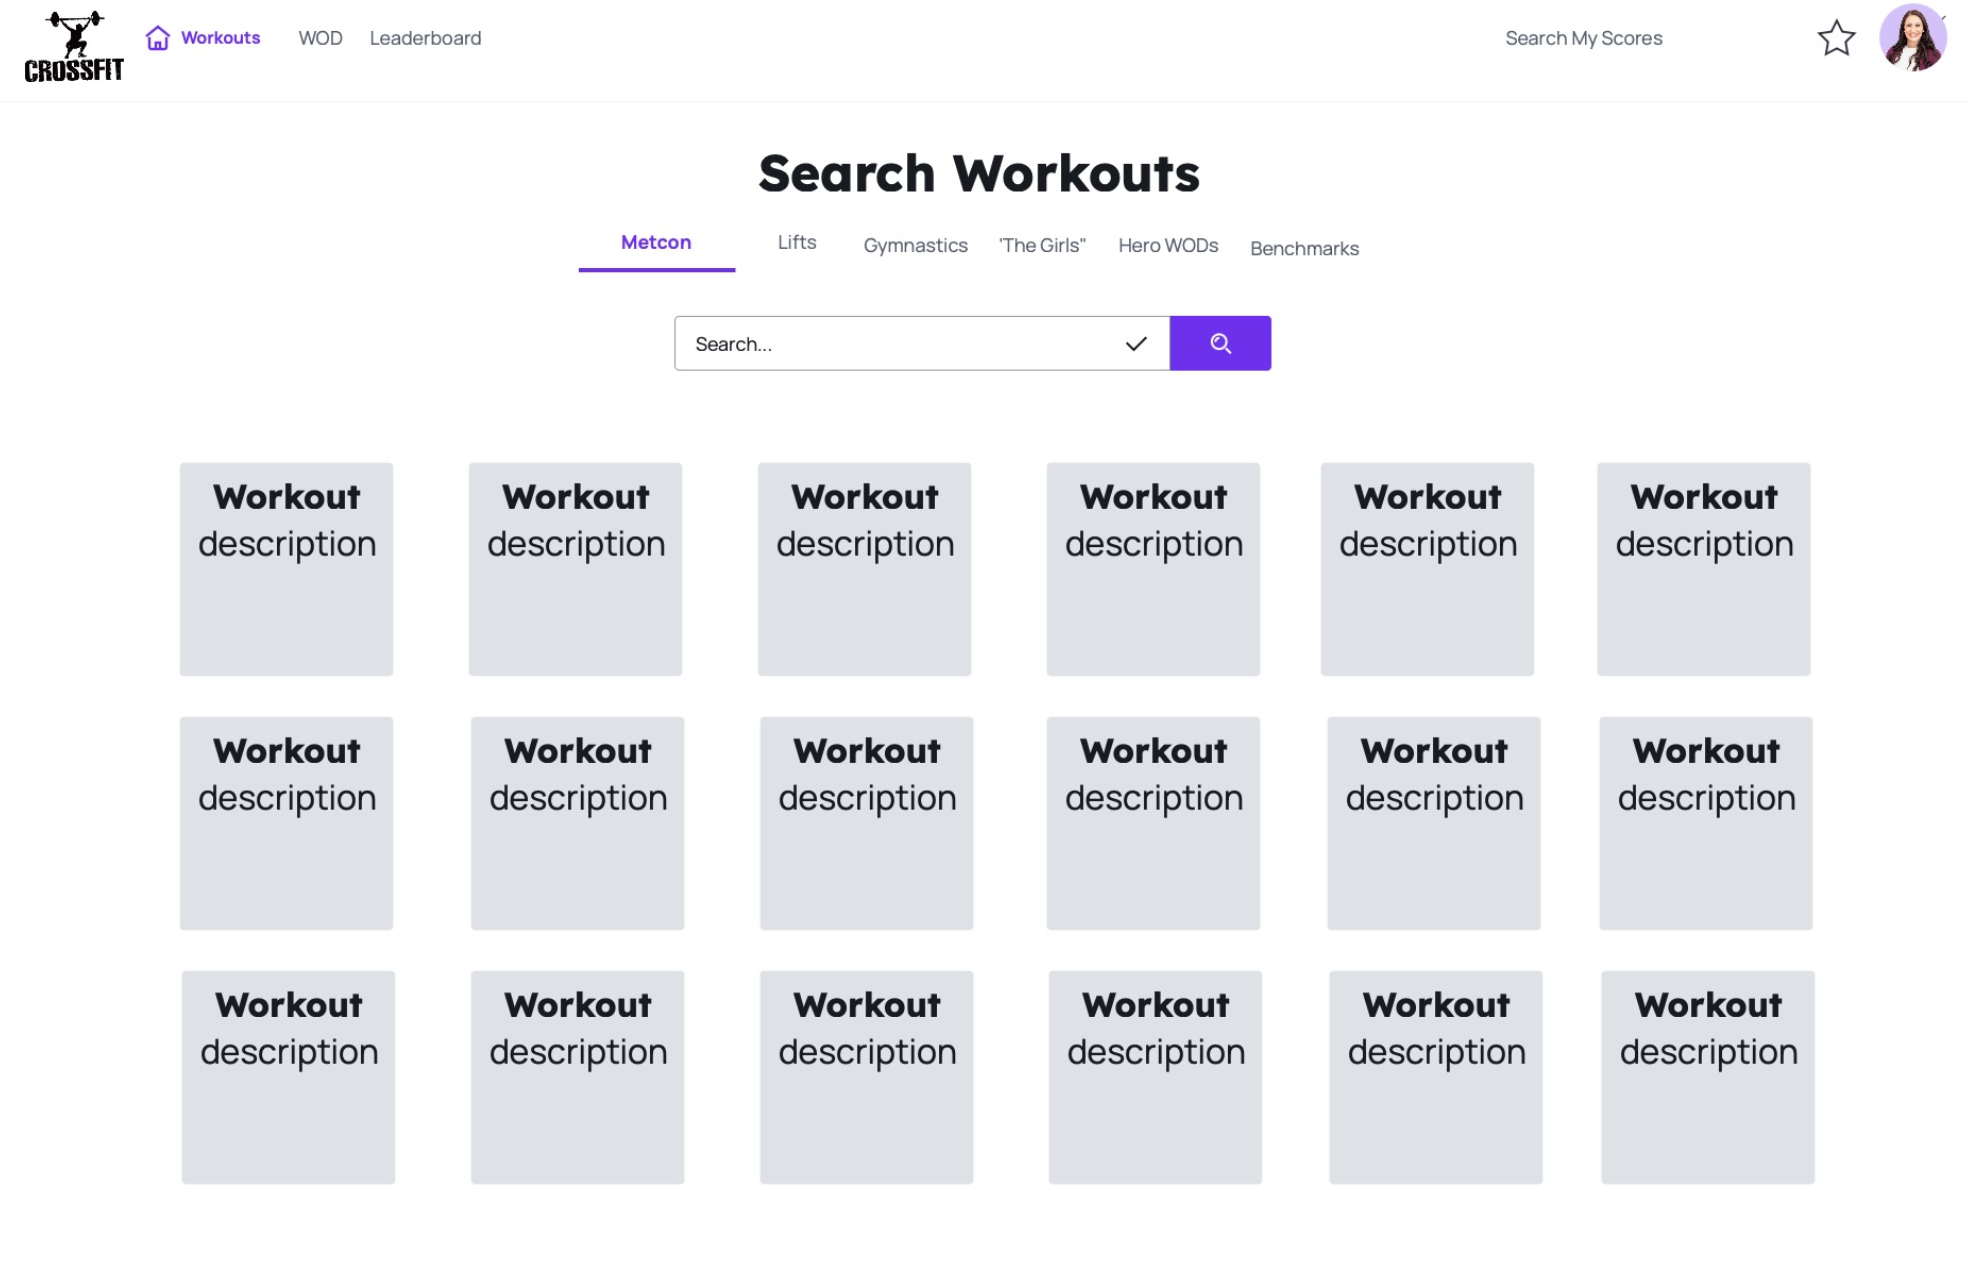 CROSSFIT
Workouts WOD Leaderboard Search My Scores
Search Workouts
Metcon Lifts Gymnastics 'The Girls" Hero WODs Benchmarks
Search...
Workout Workout Workout Workout Workout Workout
description description description description description description
Workout Workout Workout Workout Workout Workout
description description description description description description
Workout Workout Workout Workout Workout Workout
description description description description description description